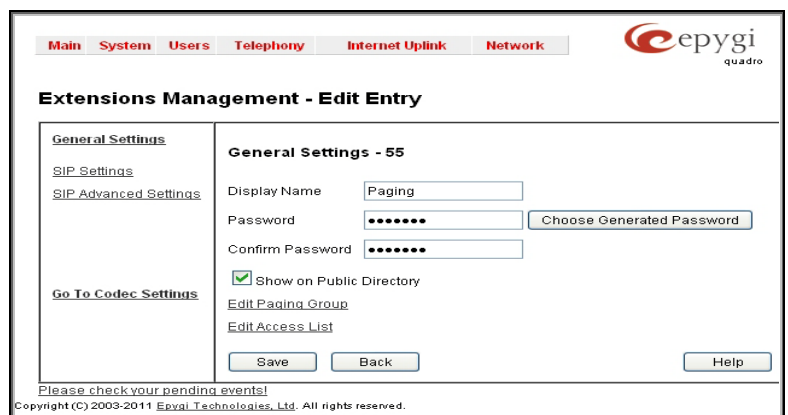 Main System Users Telephony Internet Uplink Network
epygi
quadro
Extensions Management - Edit Entry
General Settings
SIP Settings
SIP Advanced Settings
Go To Codec Settings
General Settings - 55
Display Name Paging
Password ●●●●●●● Choose Generated Password
Confirm Password ●●●●●●●
Show on Public Directory
Edit Paging Group
Edit Access List
Save Back Help
Please check your pending events!
Copyright (C) 2003-2011 Epygi Technologies, Ltd. All rights reserved.